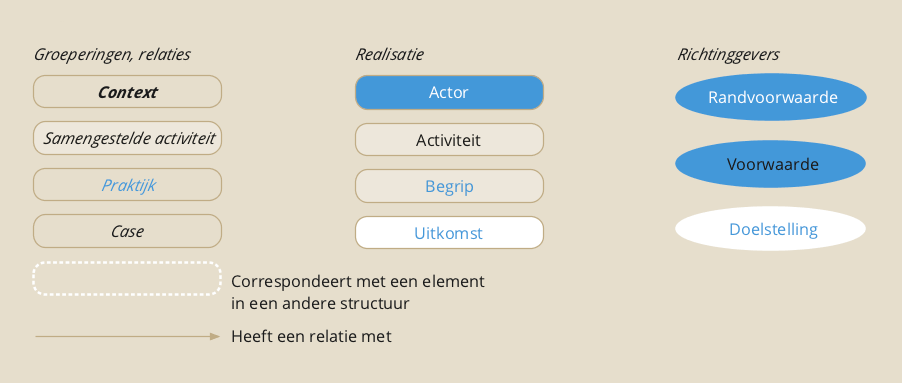 Groeperingen, relaties
Context
Samengestelde activiteit
Praktijk
Case
Correspondeert met een element
in een andere structuur
Heeft een relatie met
Realisatie
Actor
Activiteit
Begrip
Uitkomst
Richtinggevers
Randvoorwaarde
Voorwaarde
Doelstelling